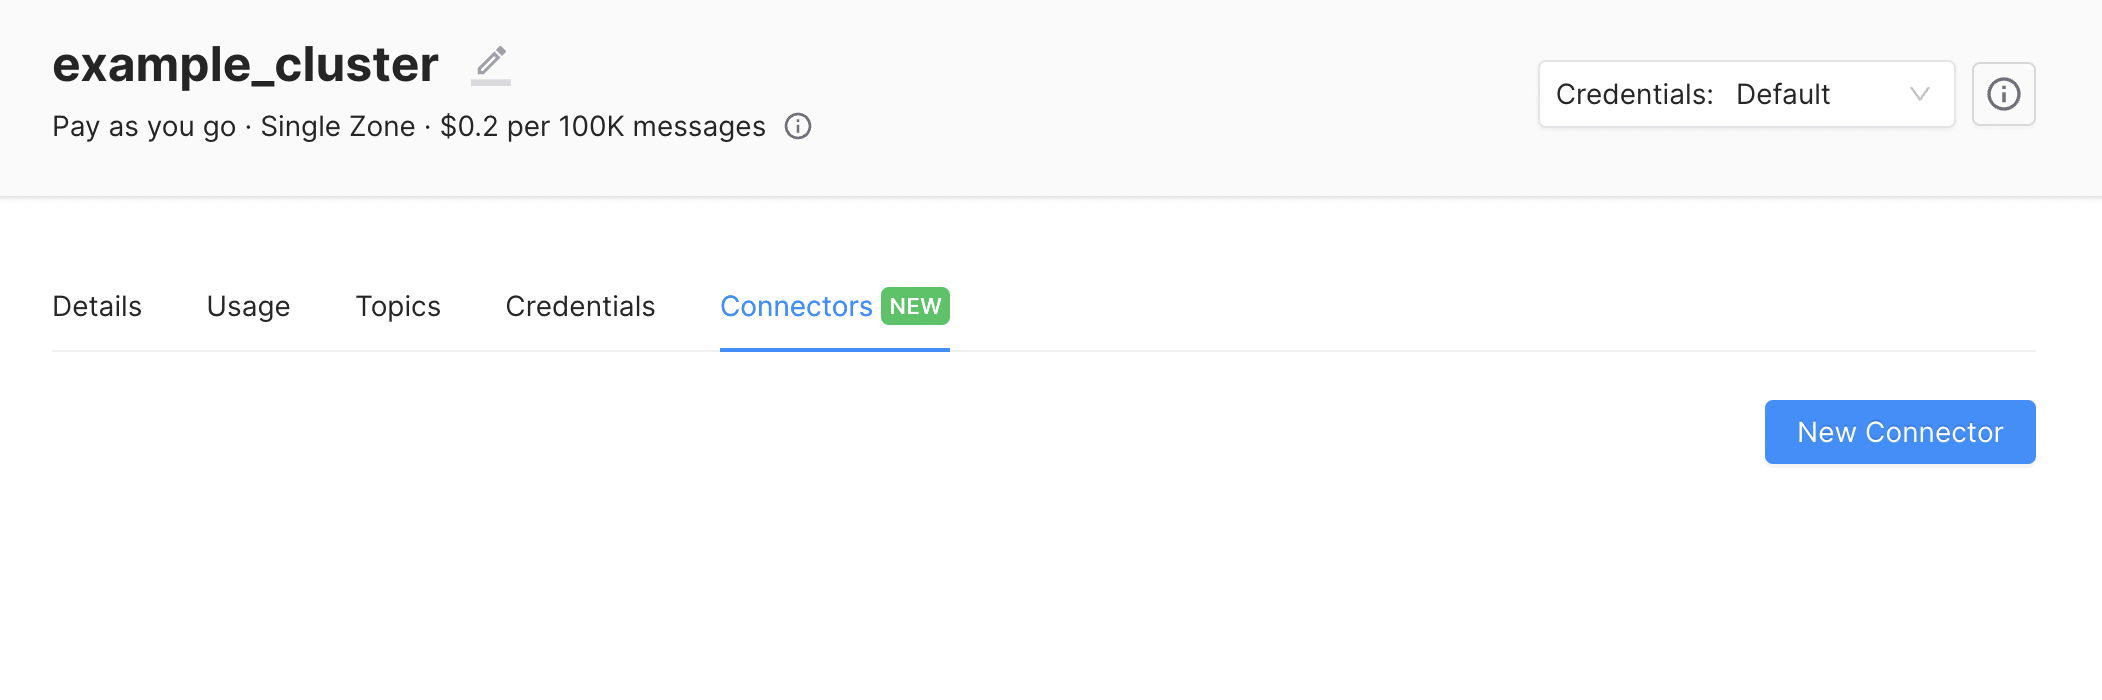 example_cluster
Pay as you go · Single Zone · $0.2 per 100K messages
Credentials: Default
Details Usage Topics Credentials Connectors NEW
New Connector